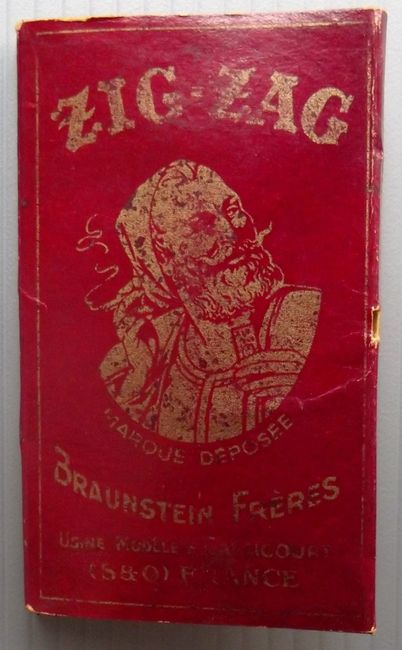 ZIG-ZAG
MARQUE DÉPOSÉE
BRAUNSTEIN FRÈRES
USINE MODÈLE
(S&O) FRANCE